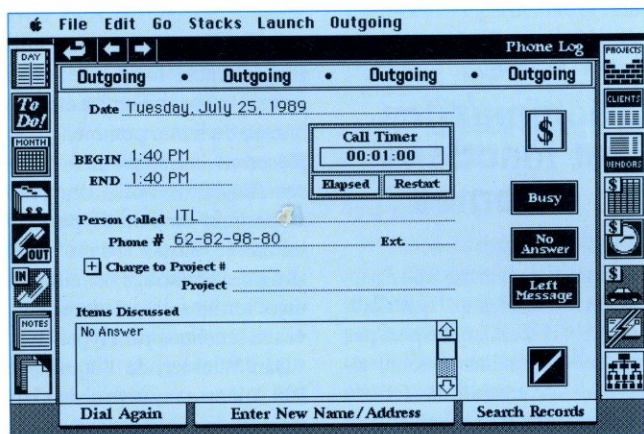 File Edit Go Stacks Launch Outgoing
Phone Log
Outgoing • Outgoing • Outgoing • Outgoing
DAY
To Do!
MONTH
OUT
IN
NOTES
Date Tuesday, July 25, 1989
BEGIN 1:40 PM
END 1:40 PM
Call Timer
00:01:00
Elapsed Restart
Person Called ITL
Phone # 62-82-98-80 Ext.
+ Charge to Project #
Project
Items Discussed
No Answer
$
Busy
No Answer
Left Message
Dial Again Enter New Name/Address Search Records
PROJECTS
CLIENTS
VENDORS
$
$
$